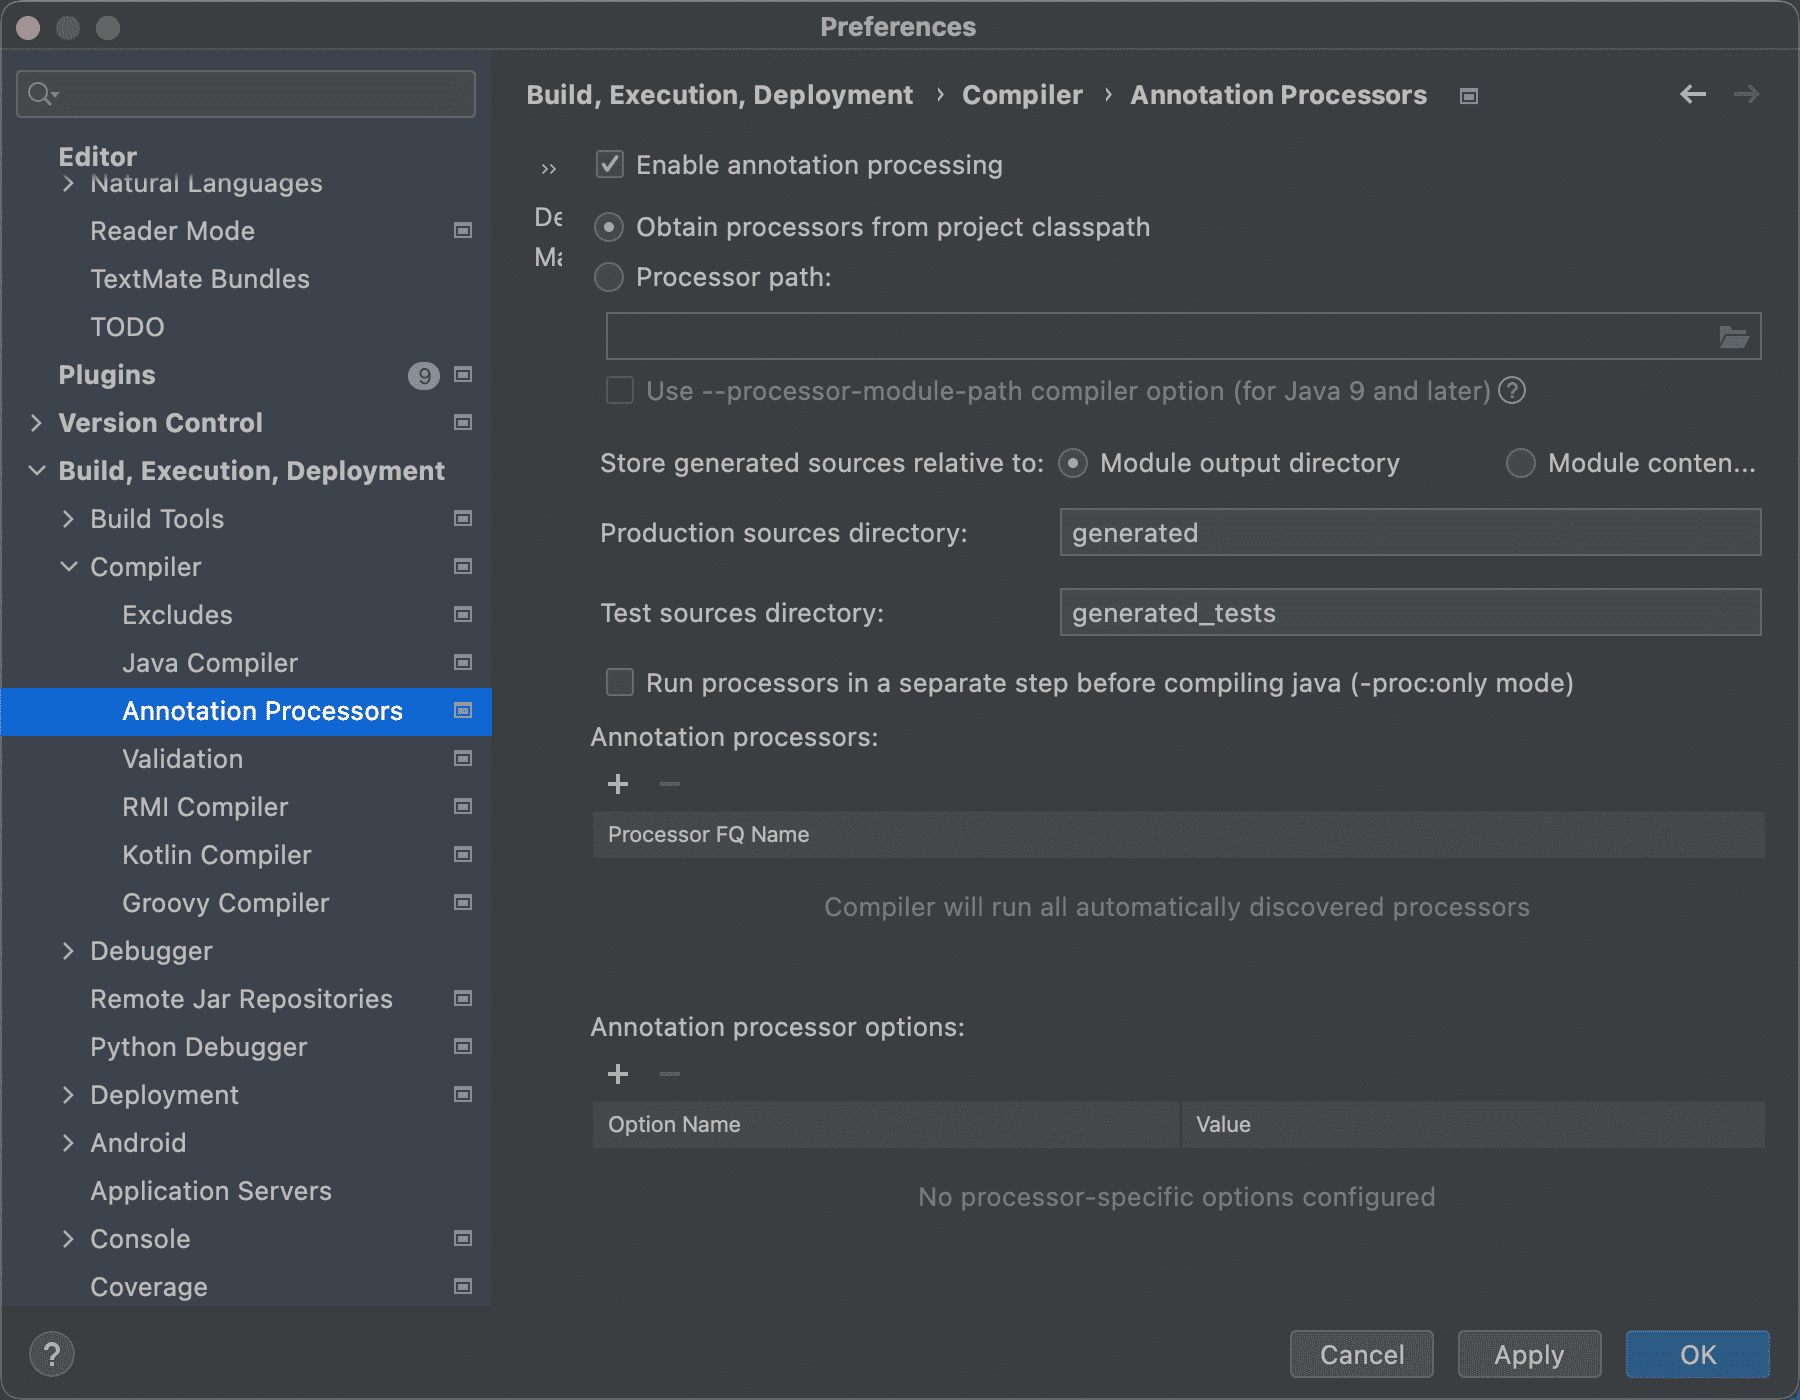 Preferences
Editor
Natural Languages
Reader Mode
TextMate Bundles
TODO
Plugins 9
Version Control
Build, Execution, Deployment
Build Tools
Compiler
Excludes
Java Compiler
Annotation Processors
Validation
RMI Compiler
Kotlin Compiler
Groovy Compiler
Debugger
Remote Jar Repositories
Python Debugger
Deployment
Android
Application Servers
Console
Coverage
Build, Execution, Deployment › Compiler › Annotation Processors
»
De
Ma
Enable annotation processing
Obtain processors from project classpath
Processor path:
Use --processor-module-path compiler option (for Java 9 and later) ?
Store generated sources relative to: Module output directory Module conten...
Production sources directory: generated
Test sources directory: generated_tests
Run processors in a separate step before compiling java (-proc:only mode)
Annotation processors:
Processor FQ Name
Compiler will run all automatically discovered processors
Annotation processor options:
Option Name Value
No processor-specific options configured
? Cancel Apply OK